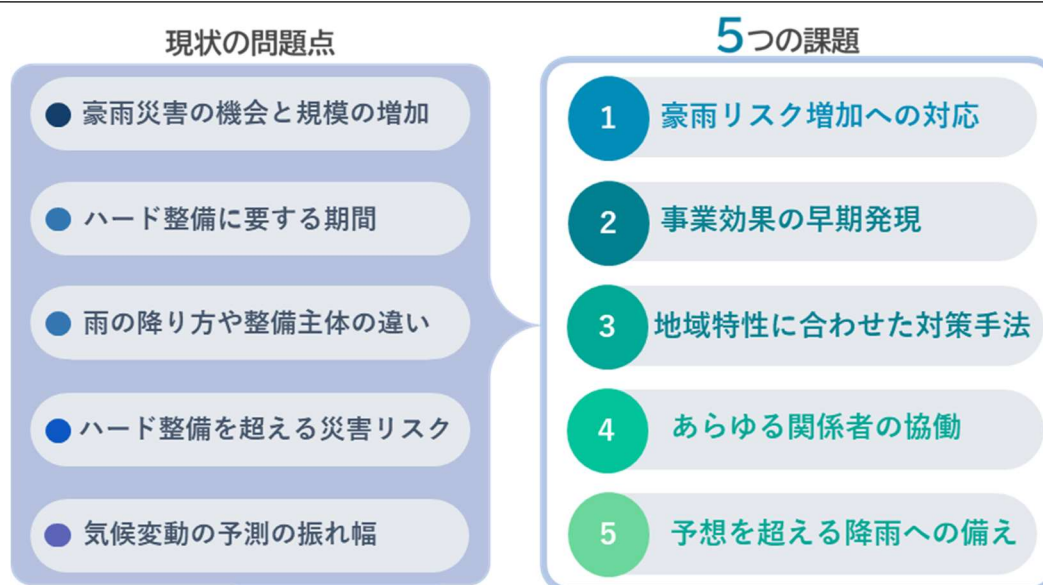 現状の問題点
豪雨災害の機会と規模の増加
ハード整備に要する期間
雨の降り方や整備主体の違い
ハード整備を超える災害リスク
気候変動の予測の振れ幅
5つの課題
1 豪雨リスク増加への対応
2 事業効果の早期発現
3 地域特性に合わせた対策手法
4 あらゆる関係者の協働
5 予想を超える降雨への備え